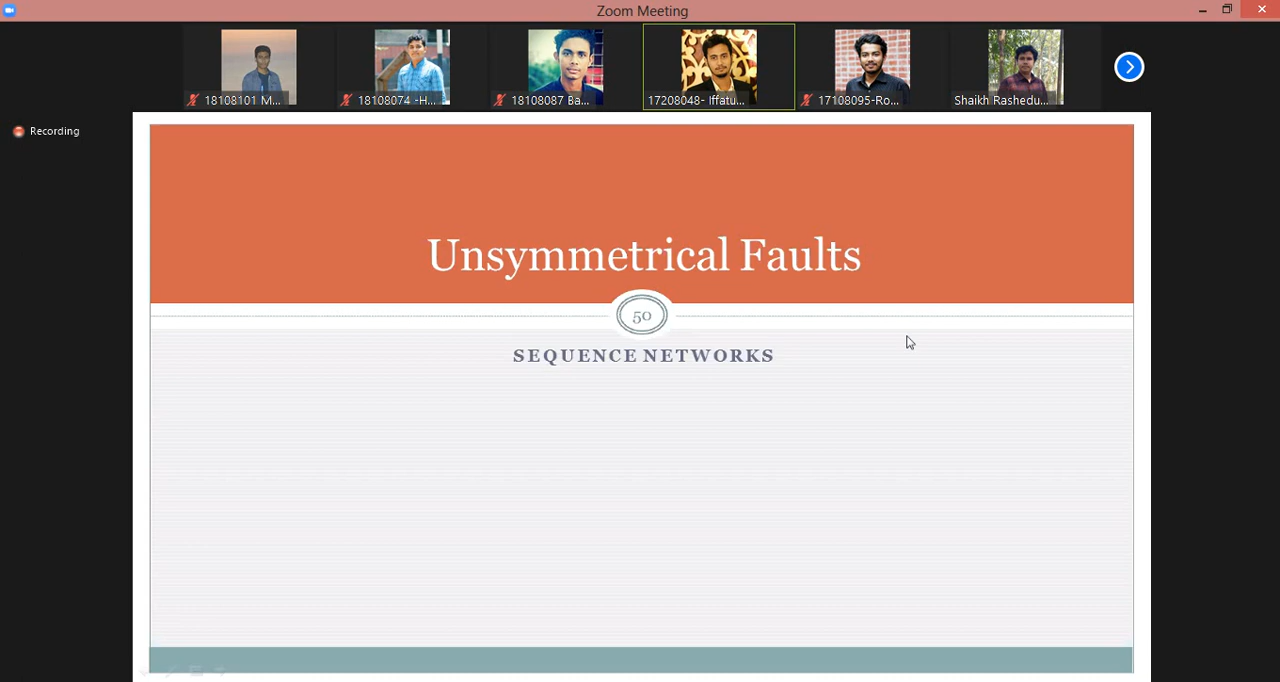 Zoom Meeting
18108101 M...
18108074 -H...
18108087 Ba...
17208048- Iffatu...
17108095-Ro...
Shaikh Rashedu...
Recording
Unsymmetrical Faults
50
SEQUENCE NETWORKS